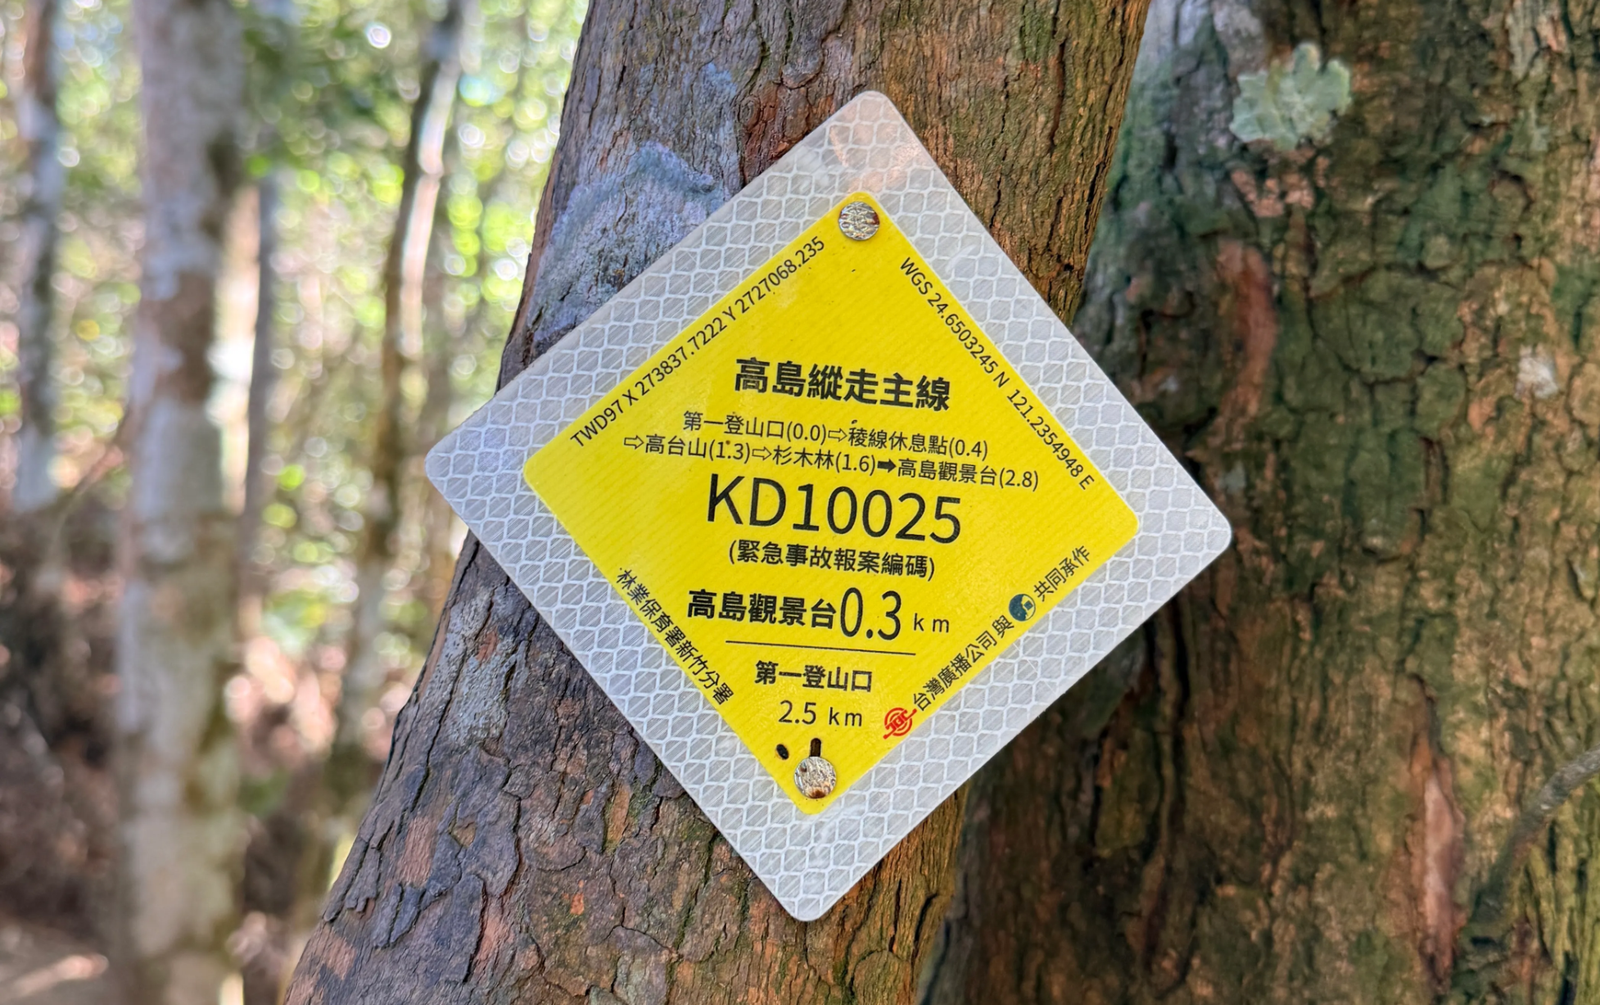 TWD97 X 273837.7222 Y 2727068.235
WGS 24.6503245 N 121.2354948 E
高島縱走主線
第一登山口(0.0)⇨稜線休息點(0.4)
⇨高台山(1.3)⇨杉木林(1.6)➡高島觀景台(2.8)
KD10025
(緊急事故報案編碼)
高島觀景台0.3 km
第一登山口
2.5 km
林業保育署新竹分署
台灣廣播公司與共同承作